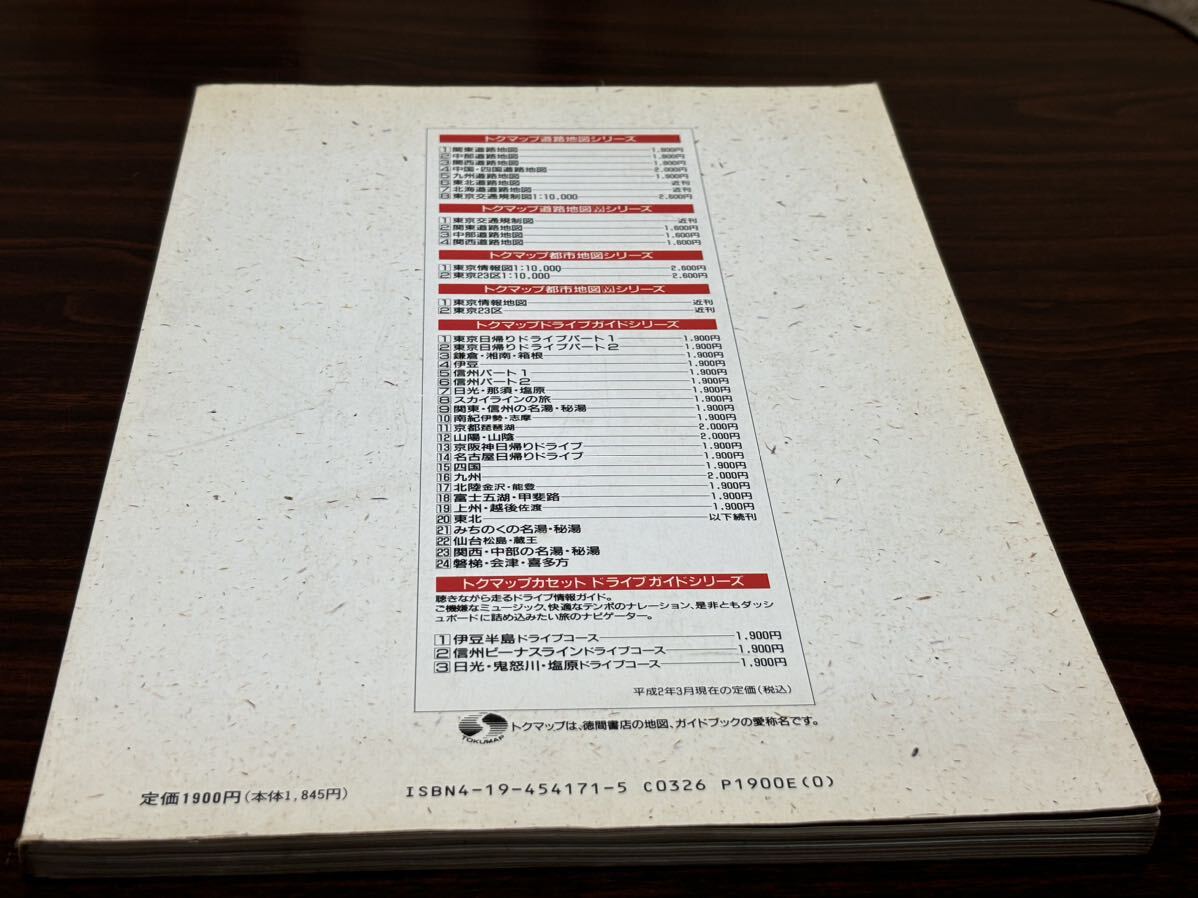 トクマップ道路地図シリーズ
1 関東道路地図 1,900円
2 中部道路地図 1,900円
3 関西道路地図 1,900円
4 中国・四国道路地図 2,000円
5 九州道路地図 1,900円
6 東北道路地図 近刊
7 北海道道路地図 近刊
8 東京交通規制図1:10,000 2,600円
トクマップ道路地図Mシリーズ
1 東京交通規制図 近刊
2 関東道路地図 1,600円
3 中部道路地図 1,600円
4 関西道路地図 1,600円
トクマップ都市地図シリーズ
1 東京情報図1:10,000 2,600円
2 東京23区1:10,000 2,600円
トクマップ都市地図Mシリーズ
1 東京情報地図 近刊
2 東京23区 近刊
トクマップドライブガイドシリーズ
1 東京日帰りドライブパート1 1,900円
2 東京日帰りドライブパート2 1,900円
3 鎌倉・湘南・箱根 1,900円
4 伊豆 1,900円
5 信州パート1 1,900円
6 信州パート2 1,900円
7 日光・那須・塩原 1,900円
8 スカイラインの旅 1,900円
9 関東・信州の名湯・秘湯 1,900円
10 南紀伊勢・志摩 1,900円
11 京都琵琶湖 2,000円
12 山陽・山陰 2,000円
13 京阪神日帰りドライブ 1,900円
14 名古屋日帰りドライブ 1,900円
15 四国 1,900円
16 九州 2,000円
17 北陸金沢・能登 1,900円
18 富士五湖・甲斐路 1,900円
19 上州・越後佐渡 1,900円
20 東北 以下続刊
21 みちのくの名湯・秘湯
22 仙台松島・蔵王
23 関西・中部の名湯・秘湯
24 磐梯・会津・喜多方
トクマップカセット ドライブガイドシリーズ
聴きながら走るドライブ情報ガイド。
ご機嫌なミュージック、快適なテンポのナレーション、是非ともダッシ
ュボードに詰め込みたい旅のナビゲーター。
1 伊豆半島ドライブコース 1,900円
2 信州ビーナスラインドライブコース 1,900円
3 日光・鬼怒川・塩原ドライブコース 1,900円
平成2年3月現在の定価(税込)
TOKUMAP トクマップは、徳間書店の地図、ガイドブックの愛称名です。
定価1900円(本体1,845円) ISBN4-19-454171-5 C0326 P1900E(0)